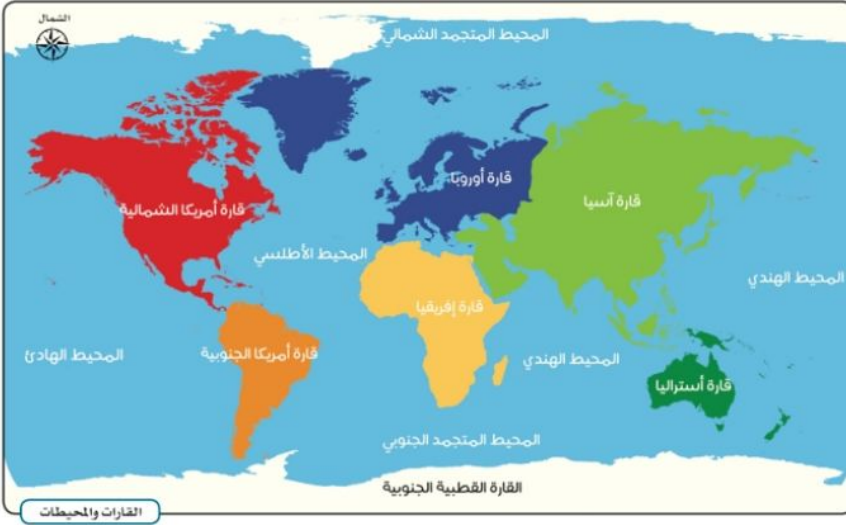 الشمال
المحيط المتجمد الشمالي
قارة أوروبا
قارة آسيا
قارة أمريكا الشمالية
المحيط الأطلسي
المحيط الهندي
قارة إفريقيا
المحيط الهندي
قارة أمريكا الجنوبية
المحيط الهادئ
قارة أستراليا
المحيط المتجمد الجنوبي
القارة القطبية الجنوبية
القارات والمحيطات